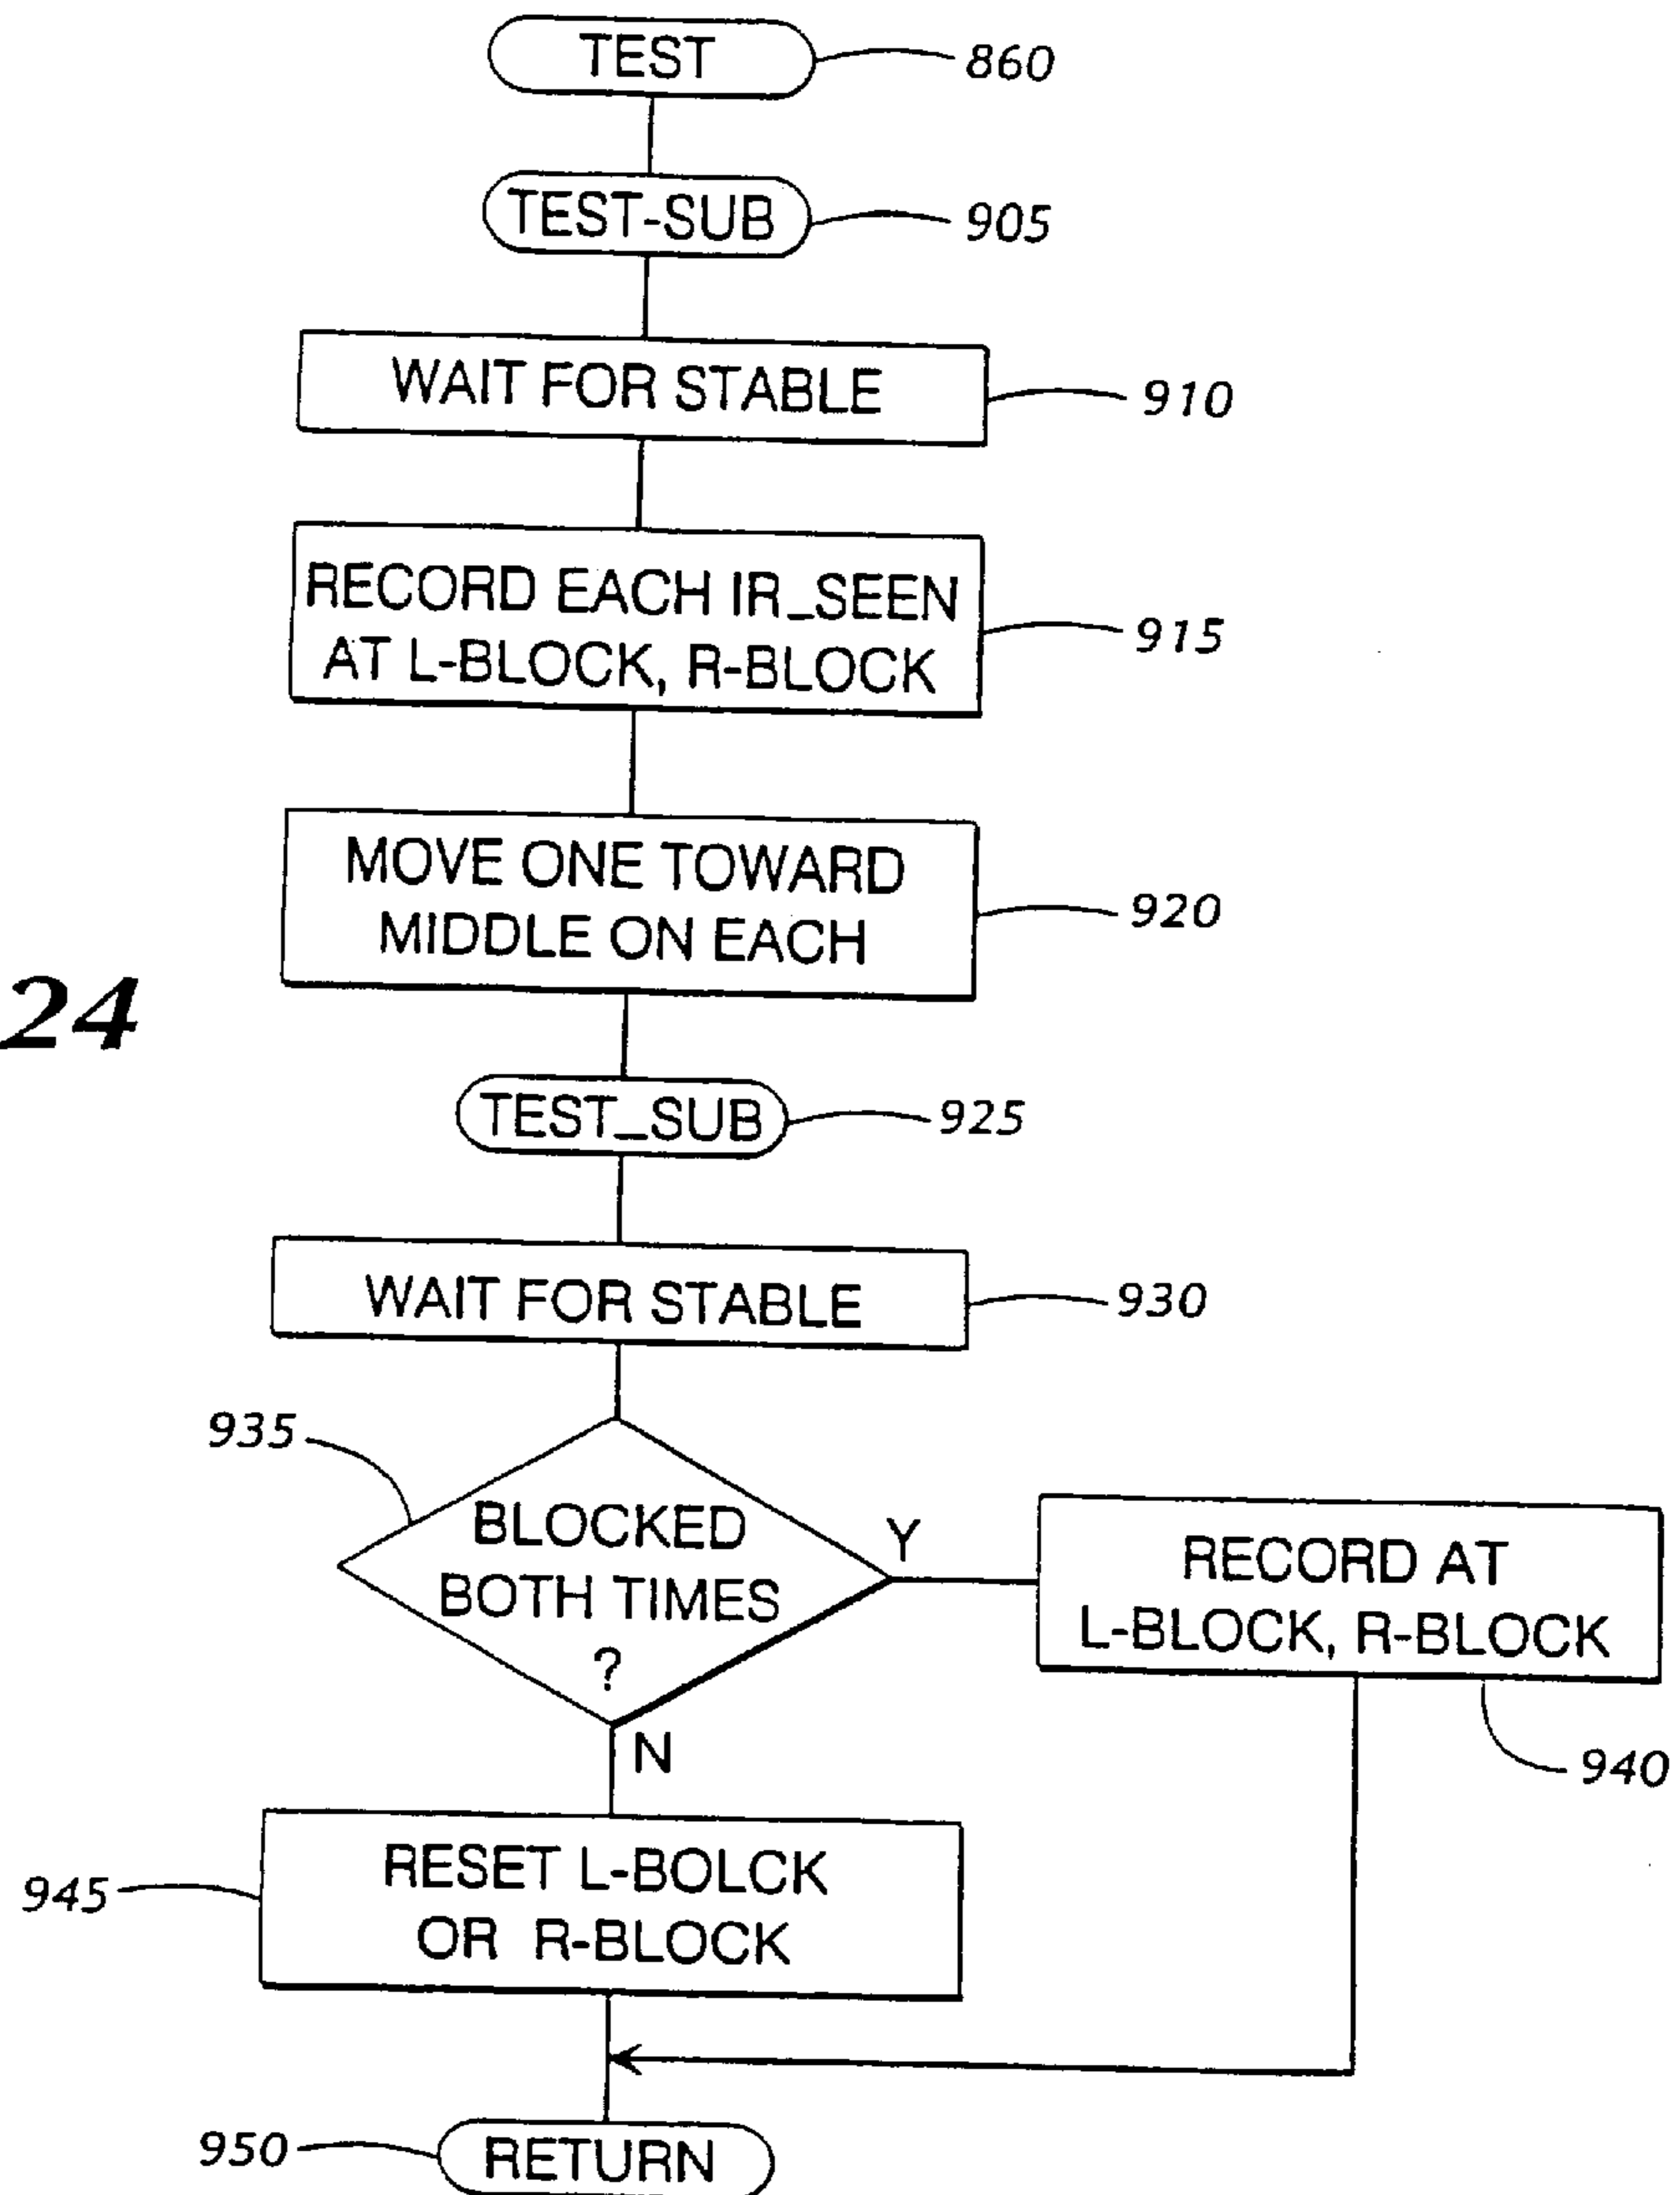 TEST
860
TEST-SUB
905
WAIT FOR STABLE
910
RECORD EACH IR_SEEN
AT L-BLOCK, R-BLOCK
915
MOVE ONE TOWARD
MIDDLE ON EACH
920
24
TEST_SUB
925
WAIT FOR STABLE
930
935
BLOCKED
BOTH TIMES
?
Y
N
RECORD AT
L-BLOCK, R-BLOCK
940
945
RESET L-BOLCK
OR R-BLOCK
950
RETURN